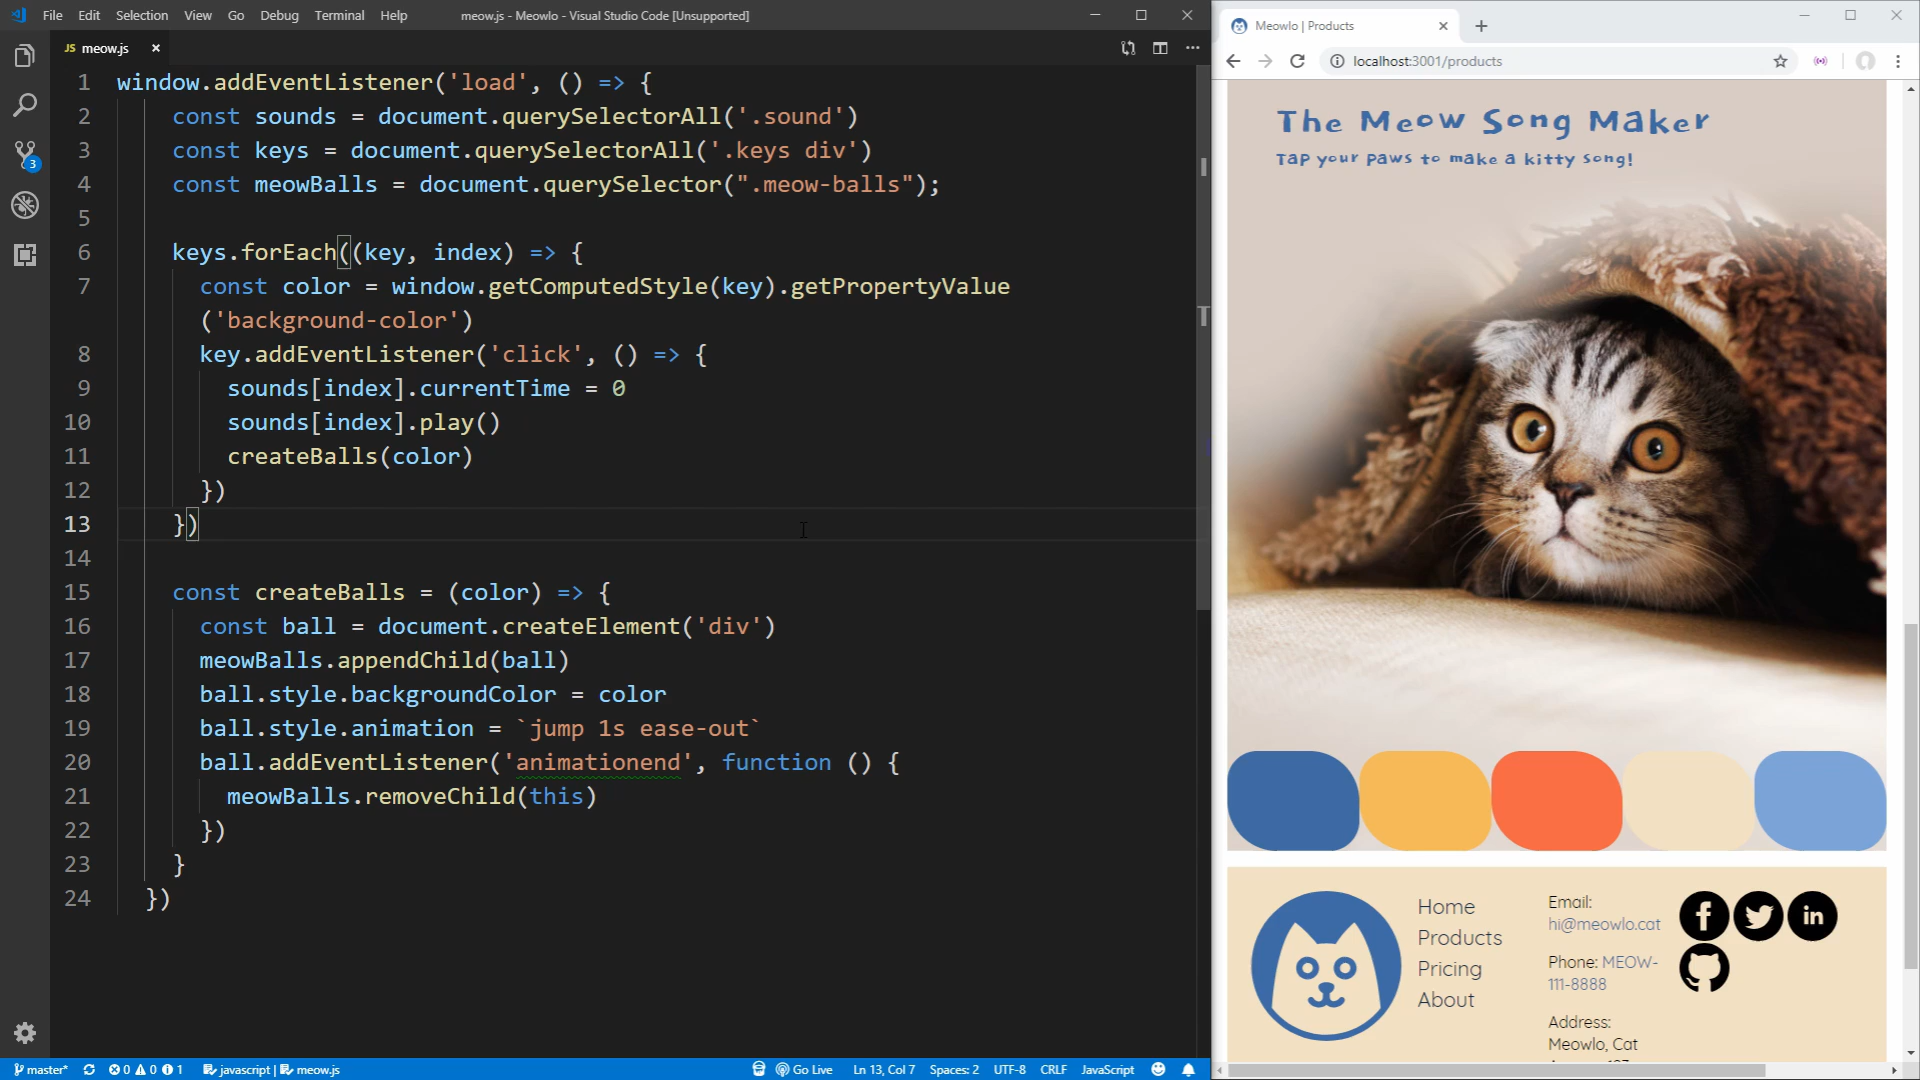 File Edit Selection View Go Debug Terminal Help meow.js - Meowlo - Visual Studio Code [Unsupported]
JS meow.js
1 window.addEventListener('load', () => {
2 const sounds = document.querySelectorAll('.sound')
3 const keys = document.querySelectorAll('.keys div')
4 const meowBalls = document.querySelector(".meow-balls");
5
6 keys.forEach((key, index) => {
7 const color = window.getComputedStyle(key).getPropertyValue
('background-color')
8 key.addEventListener('click', () => {
9 sounds[index].currentTime = 0
10 sounds[index].play()
11 createBalls(color)
12 })
13 })
14
15 const createBalls = (color) => {
16 const ball = document.createElement('div')
17 meowBalls.appendChild(ball)
18 ball.style.backgroundColor = color
19 ball.style.animation = `jump 1s ease-out`
20 ball.addEventListener('animationend', function () {
21 meowBalls.removeChild(this)
22 })
23 }
24 })
3
master* 0 0 1 javascript | meow.js Go Live Ln 13, Col 7 Spaces: 2 UTF-8 CRLF JavaScript
Meowlo | Products
localhost:3001/products
The Meow Song Maker
Tap your paws to make a kitty song!
Home
Products
Pricing
About
Email:
hi@meowlo.cat
Phone: MEOW-
111-8888
Address:
Meowlo, Cat
in